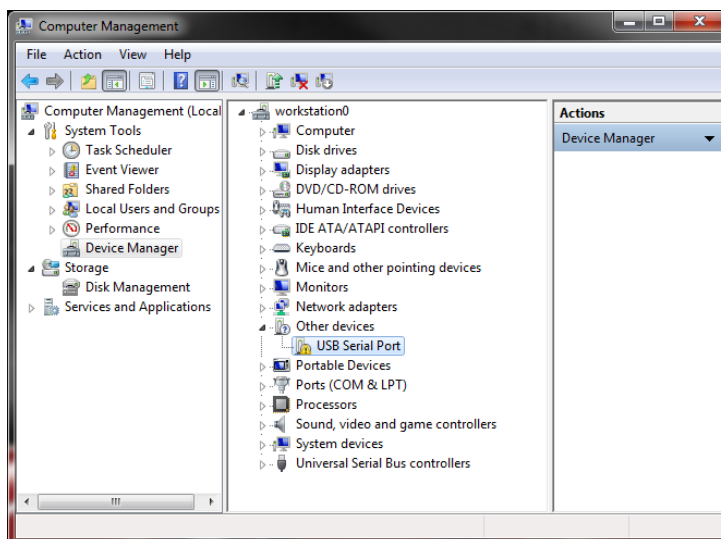 Computer Management
File Action View Help
Computer Management (Local
System Tools
Task Scheduler
Event Viewer
Shared Folders
Local Users and Groups
Performance
Device Manager
Storage
Disk Management
Services and Applications
workstation0
Computer
Disk drives
Display adapters
DVD/CD-ROM drives
Human Interface Devices
IDE ATA/ATAPI controllers
Keyboards
Mice and other pointing devices
Monitors
Network adapters
Other devices
USB Serial Port
Portable Devices
Ports (COM & LPT)
Processors
Sound, video and game controllers
System devices
Universal Serial Bus controllers
Actions
Device Manager